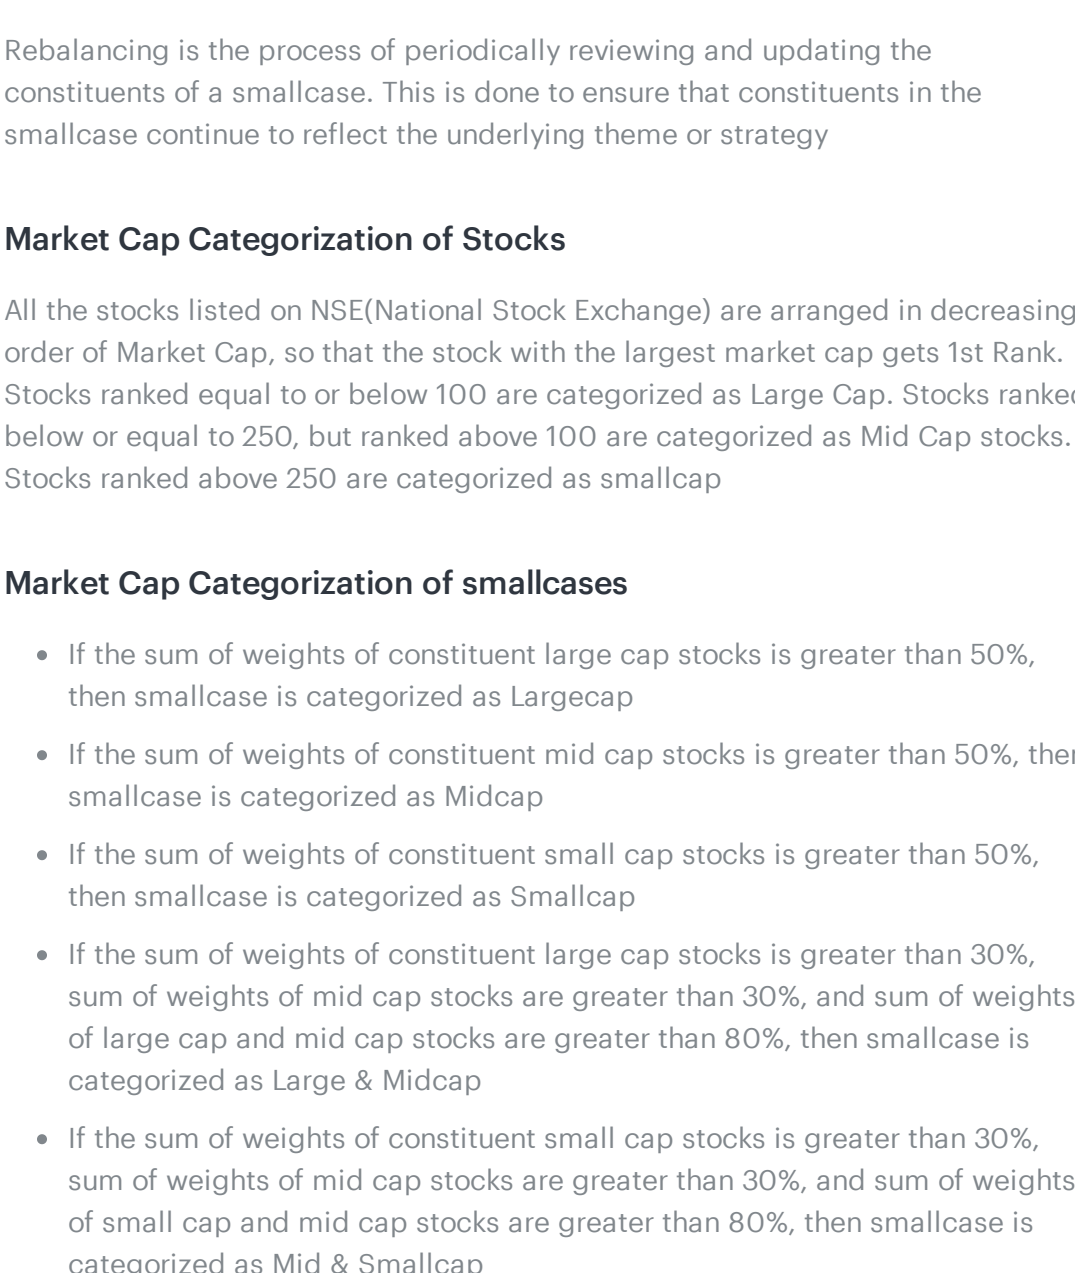 Rebalancing is the process of periodically reviewing and updating the
constituents of a smallcase. This is done to ensure that constituents in the
smallcase continue to reflect the underlying theme or strategy
Market Cap Categorization of Stocks
All the stocks listed on NSE(National Stock Exchange) are arranged in decreasing
order of Market Cap, so that the stock with the largest market cap gets 1st Rank.
Stocks ranked equal to or below 100 are categorized as Large Cap. Stocks ranked
below or equal to 250, but ranked above 100 are categorized as Mid Cap stocks.
Stocks ranked above 250 are categorized as smallcap
Market Cap Categorization of smallcases
• If the sum of weights of constituent large cap stocks is greater than 50%,
then smallcase is categorized as Largecap
• If the sum of weights of constituent mid cap stocks is greater than 50%, then
smallcase is categorized as Midcap
• If the sum of weights of constituent small cap stocks is greater than 50%,
then smallcase is categorized as Smallcap
• If the sum of weights of constituent large cap stocks is greater than 30%,
sum of weights of mid cap stocks are greater than 30%, and sum of weights
of large cap and mid cap stocks are greater than 80%, then smallcase is
categorized as Large & Midcap
• If the sum of weights of constituent small cap stocks is greater than 30%,
sum of weights of mid cap stocks are greater than 30%, and sum of weights
of small cap and mid cap stocks are greater than 80%, then smallcase is
categorized as Mid & Smallcap